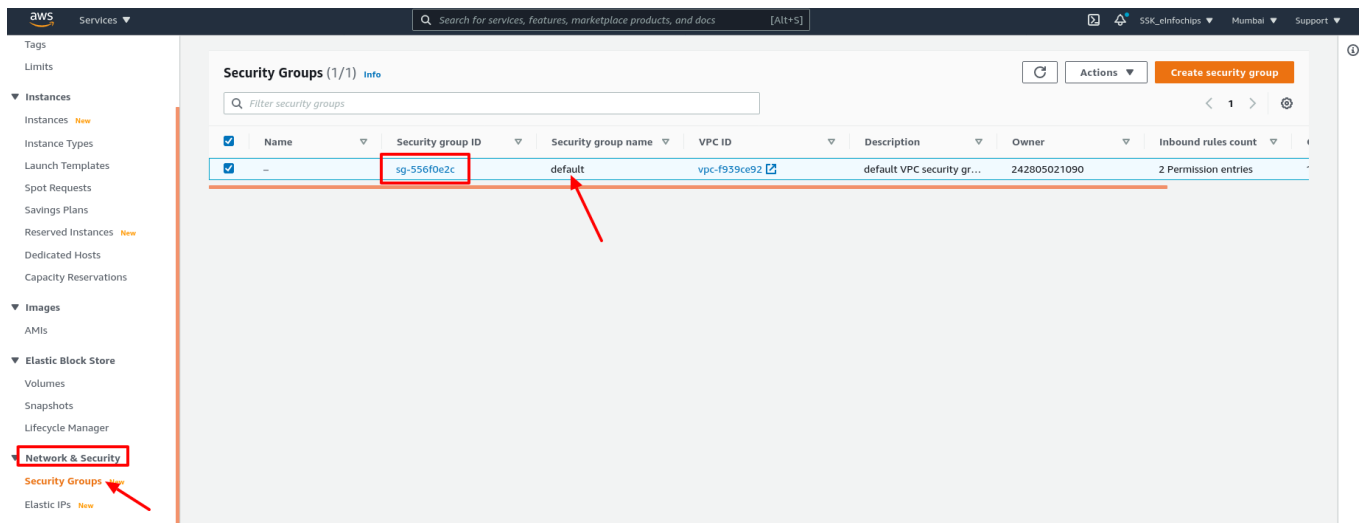 aws Services ▼ Search for services, features, marketplace products, and docs [Alt+S] SSK_eInfochips ▼ Mumbai ▼ Support ▼
Tags
Limits
Instances
Instances New
Instance Types
Launch Templates
Spot Requests
Savings Plans
Reserved Instances New
Dedicated Hosts
Capacity Reservations
Images
AMIs
Elastic Block Store
Volumes
Snapshots
Lifecycle Manager
Network & Security
Security Groups
Elastic IPs New
Security Groups (1/1) Info Actions ▼ Create security group
Filter security groups 1
Name Security group ID Security group name VPC ID Description Owner Inbound rules count
– sg-556f0e2c default vpc-f939ce92 default VPC security gr... 242805021090 2 Permission entries